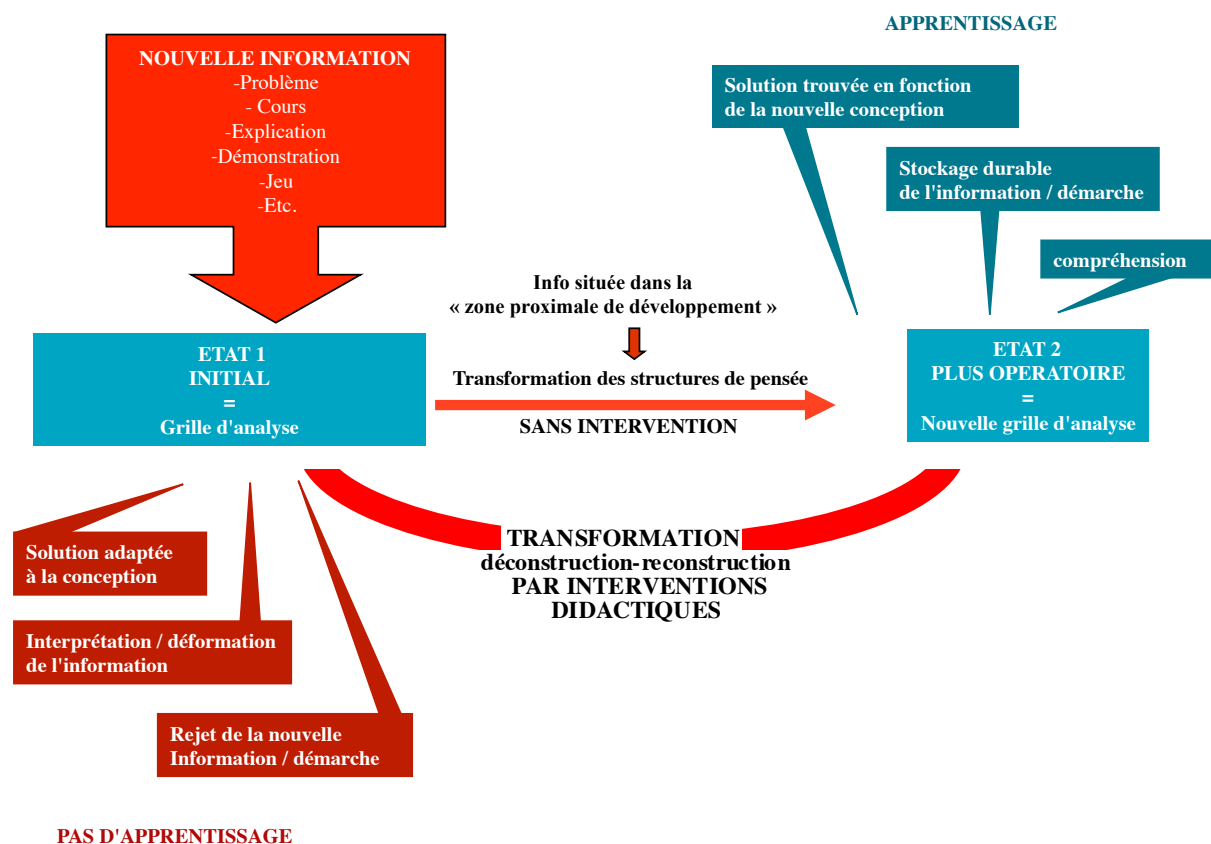 APPRENTISSAGE
NOUVELLE INFORMATION
-Problème
- Cours
-Explication
-Démonstration
-Jeu
-Etc.
Solution trouvée en fonction
de la nouvelle conception
Stockage durable
de l'information / démarche
compréhension
Info située dans la
« zone proximale de développement »
ETAT 1
INITIAL
=
Grille d'analyse
Transformation des structures de pensée
SANS INTERVENTION
ETAT 2
PLUS OPERATOIRE
=
Nouvelle grille d'analyse
TRANSFORMATION
déconstruction-reconstruction
PAR INTERVENTIONS
DIDACTIQUES
Solution adaptée
à la conception
Interprétation / déformation
de l'information
Rejet de la nouvelle
Information / démarche
PAS D'APPRENTISSAGE